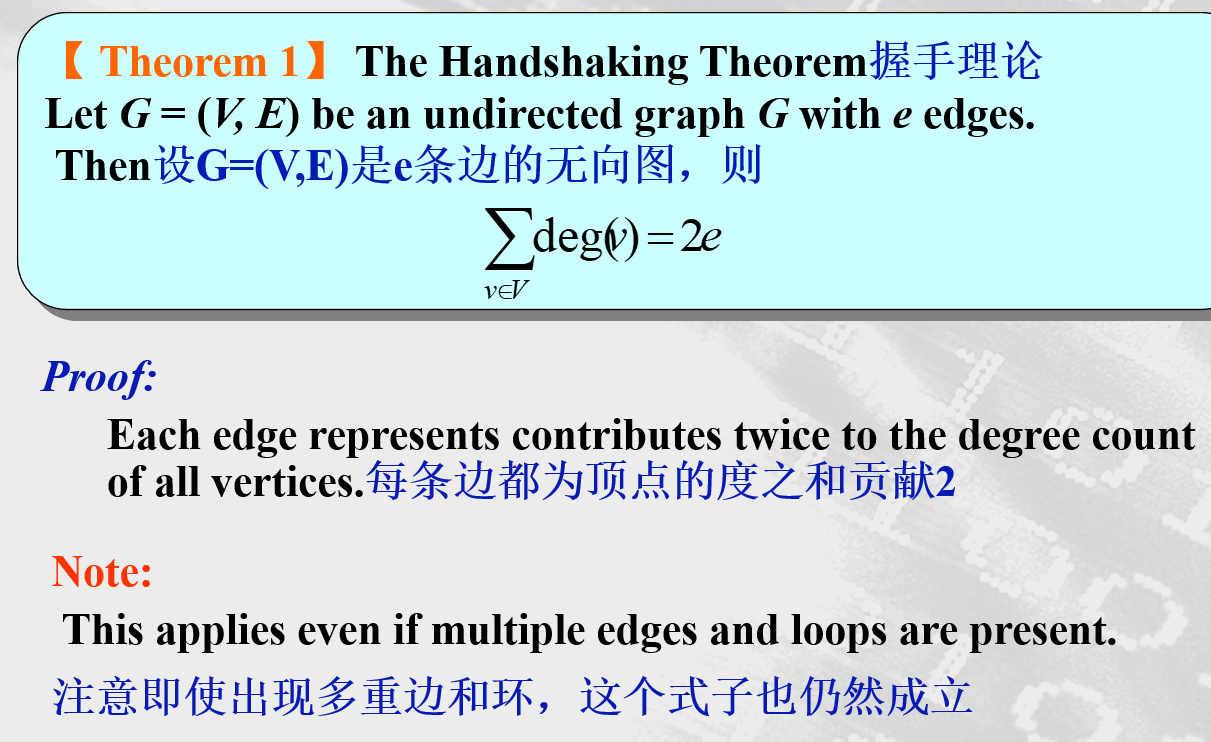 【 Theorem 1】 The Handshaking Theorem握手理论
Let G = (V, E) be an undirected graph G with e edges.
Then设G=(V,E)是e条边的无向图，则
∑deg(v) = 2e
v∈V
Proof:
Each edge represents contributes twice to the degree count
of all vertices.每条边都为顶点的度之和贡献2
Note:
This applies even if multiple edges and loops are present.
注意即使出现多重边和环，这个式子也仍然成立